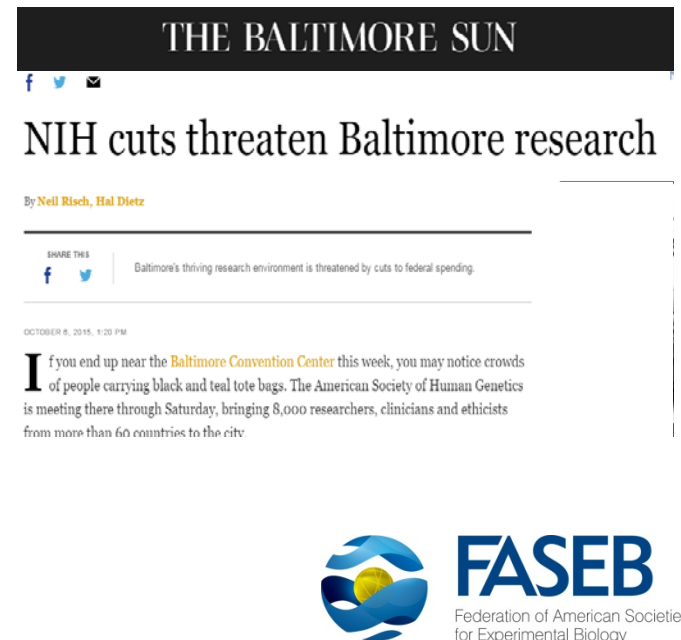 THE BALTIMORE SUN
NIH cuts threaten Baltimore research
By Neil Risch, Hal Dietz
SHARE THIS
Baltimore's thriving research environment is threatened by cuts to federal spending.
OCTOBER 6, 2015, 1:20 PM
If you end up near the Baltimore Convention Center this week, you may notice crowds
of people carrying black and teal tote bags. The American Society of Human Genetics
is meeting there through Saturday, bringing 8,000 researchers, clinicians and ethicists
from more than 60 countries to the city.
FASEB
Federation of American Societie
for Experimental Biology